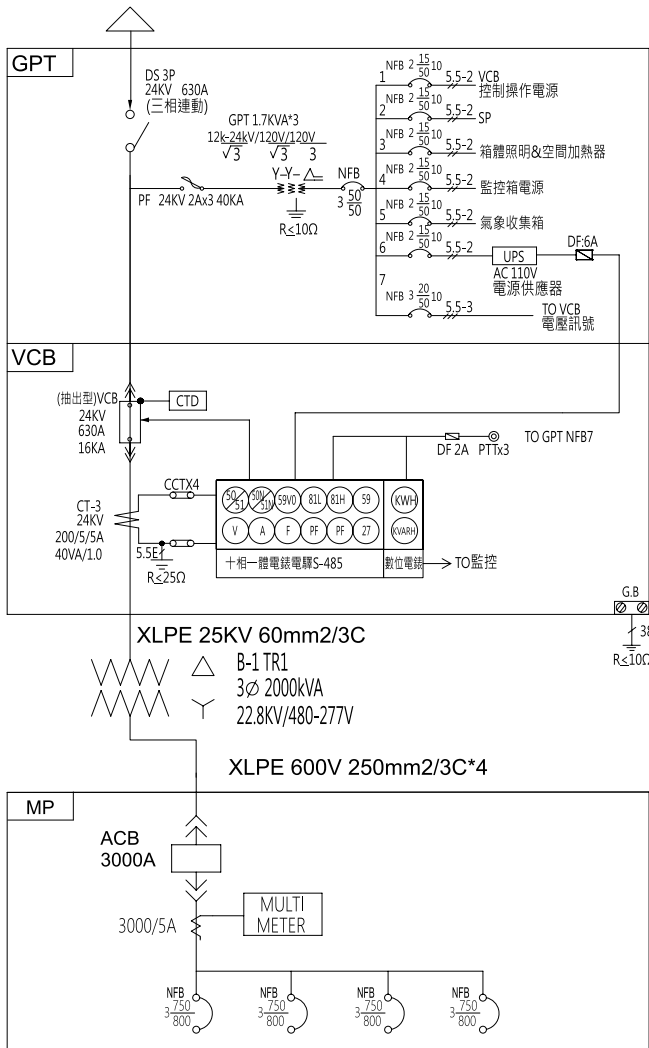 GPT
DS 3P
24KV 630A
(三相連動)
GPT 1.7KVA*3
12k-24kV/120V/120V
√3 √3 3
Y-Y-
PF 24KV 2Ax3 40KA
R≤10Ω
NFB
3 50/50
1 NFB 2 15/50 10 5.5-2 VCB
控制操作電源
2 NFB 2 15/50 10 5.5-2 SP
3 NFB 2 15/50 10 5.5-2 箱體照明&空間加熱器
4 NFB 2 15/50 10 5.5-2 監控箱電源
5 NFB 2 15/50 10 5.5-2 氣象收集箱
6 NFB 2 15/50 10 5.5-2 UPS DF:6A
AC 110V
電源供應器
7
NFB 3 20/50 10 5.5-3 TO VCB
電壓訊號
VCB
(抽出型)VCB
24KV
630A
16KA
CTD
DF 2A PTTx3 TO GPT NFB7
CCTX4
CT-3
24KV
200/5/5A
40VA/1.0
5.5E
R≤25Ω
50/51 50N/51N 59V0 81L 81H 59 KWH
V A F PF PF 27 KVARH
十相一體電錶電驛S-485 數位電錶 TO監控
G.B
38
R≤10Ω
XLPE 25KV 60mm2/3C
B-1 TR1
3∅ 2000kVA
22.8KV/480-277V
XLPE 600V 250mm2/3C*4
MP
ACB
3000A
3000/5A
MULTI
METER
NFB NFB NFB NFB
3 750/800 3 750/800 3 750/800 3 750/800